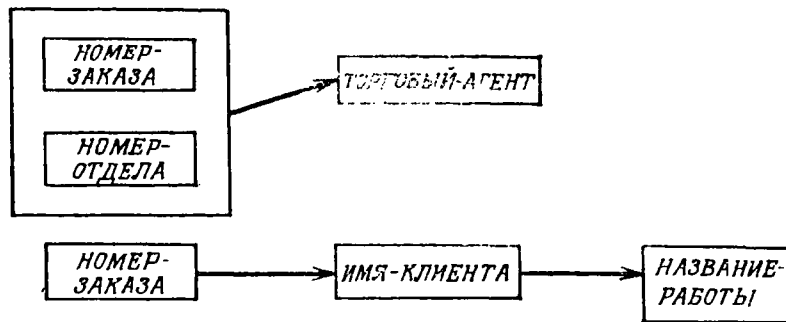 НОМЕР-
ЗАКАЗА
ТОРГОВЫЙ-АГЕНТ
НОМЕР-
ОТДЕЛА
НОМЕР-
ЗАКАЗА
ИМЯ-КЛИЕНТА
НАЗВАНИЕ-
РАБОТЫ